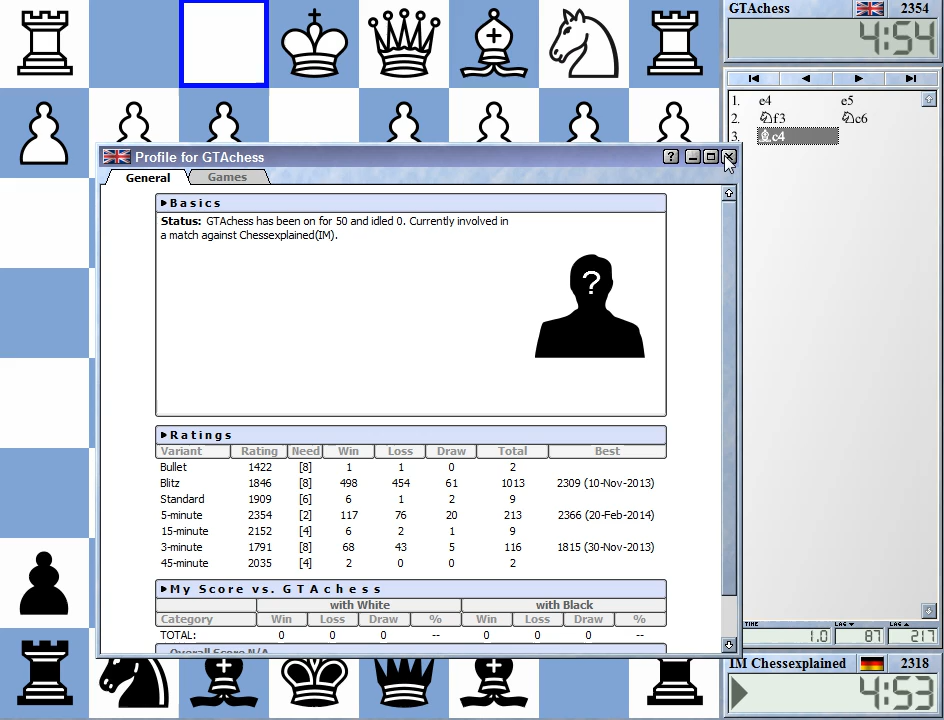 GTAchess 2354
4:54
1. e4 e5
2. ♘f3 ♘c6
3. ♗c4
Profile for GTAchess
General Games
Basics
Status: GTAchess has been on for 50 and idled 0. Currently involved in
a match against Chessexplained(IM).
?
Ratings
Variant Rating Need Win Loss Draw Total Best
Bullet 1422 [8] 1 1 0 2
Blitz 1846 [8] 498 454 61 1013 2309 (10-Nov-2013)
Standard 1909 [6] 6 1 2 9
5-minute 2354 [2] 117 76 20 213 2366 (20-Feb-2014)
15-minute 2152 [4] 6 2 1 9
3-minute 1791 [8] 68 43 5 116 1815 (30-Nov-2013)
45-minute 2035 [4] 2 0 0 2
My Score vs. GTAchess
with White with Black
Category Win Loss Draw % Win Loss Draw %
TOTAL: 0 0 0 -- 0 0 0 --
Overall Score N/A
TIME LAG LAG
1.0 87 217
IM Chessexplained 2318
4:53